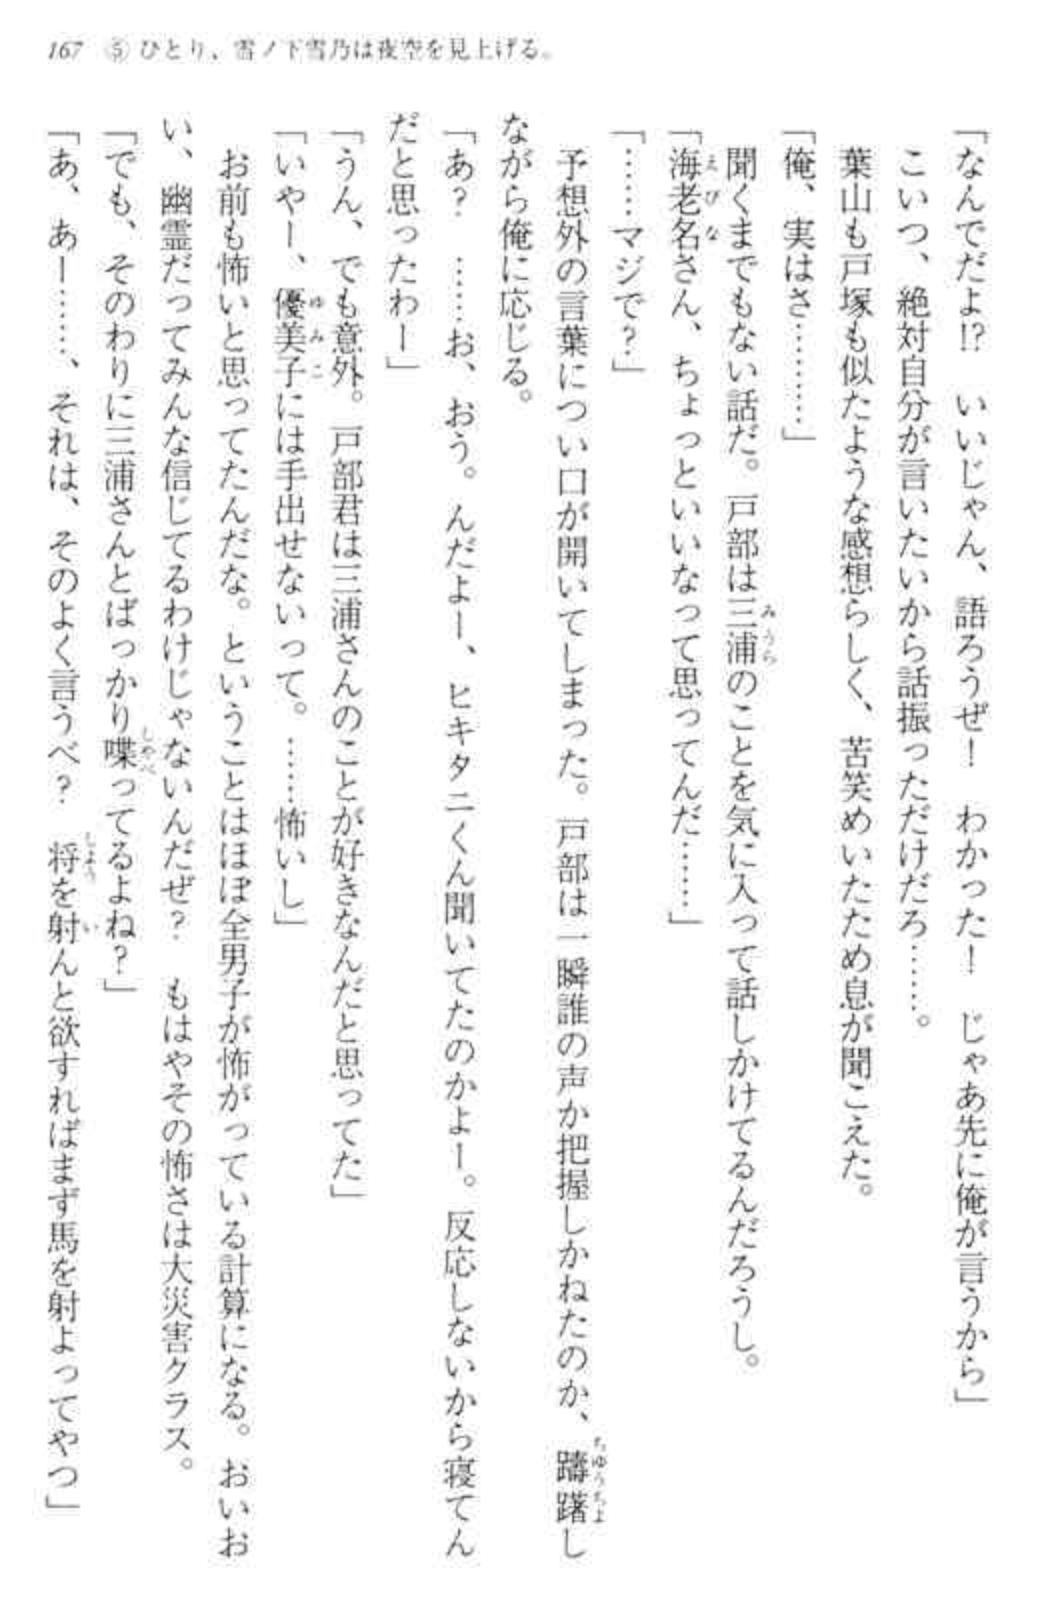 167 ⑤ひとり、雪ノ下雪乃は夜空を見上げる。
「なんでだよ!? いいじゃん、語ろうぜ！ わかった！ じゃあ先に俺が言うから」
こいつ、絶対自分が言いたいから話振っただけだろ……。
葉山も戸塚も似たような感想らしく、苦笑めいたため息が聞こえた。
「俺、実はさ………」
聞くまでもない話だ。戸部は三浦のことを気に入って話しかけてるんだろうし。
「海老名さん、ちょっといいなって思ってんだ……」
「……マジで？」
予想外の言葉につい口が開いてしまった。戸部は一瞬誰の声か把握しかねたのか、躊躇し
ながら俺に応じる。
「あ？ ……お、おう。んだよー、ヒキタニくん聞いてたのかよー。反応しないから寝てん
だと思ったわー」
「うん、でも意外。戸部君は三浦さんのことが好きなんだと思ってた」
「いやー、優美子には手出せないって。……怖いし」
お前も怖いと思ってたんだな。ということはほぼ全男子が怖がっている計算になる。おいお
い、幽霊だってみんな信じてるわけじゃないんだぜ？ もはやその怖さは大災害クラス。
「でも、そのわりに三浦さんとばっかり喋ってるよね？」
「あ、あー……、それは、そのよく言うべ？ 将を射んと欲すればまず馬を射よってやつ」